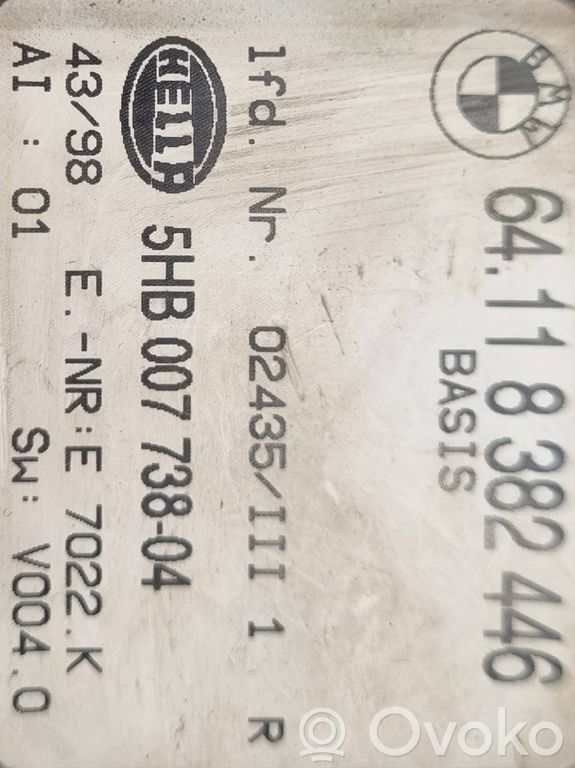 BMW 64.11 8 382 446
BASIS
lfd. Nr. 02435/III 1 R
HELLA 5HB 007 738-04
43/98 E.-NR:E 7022.K
AI : 01 Sw: V004.0
Ovoko